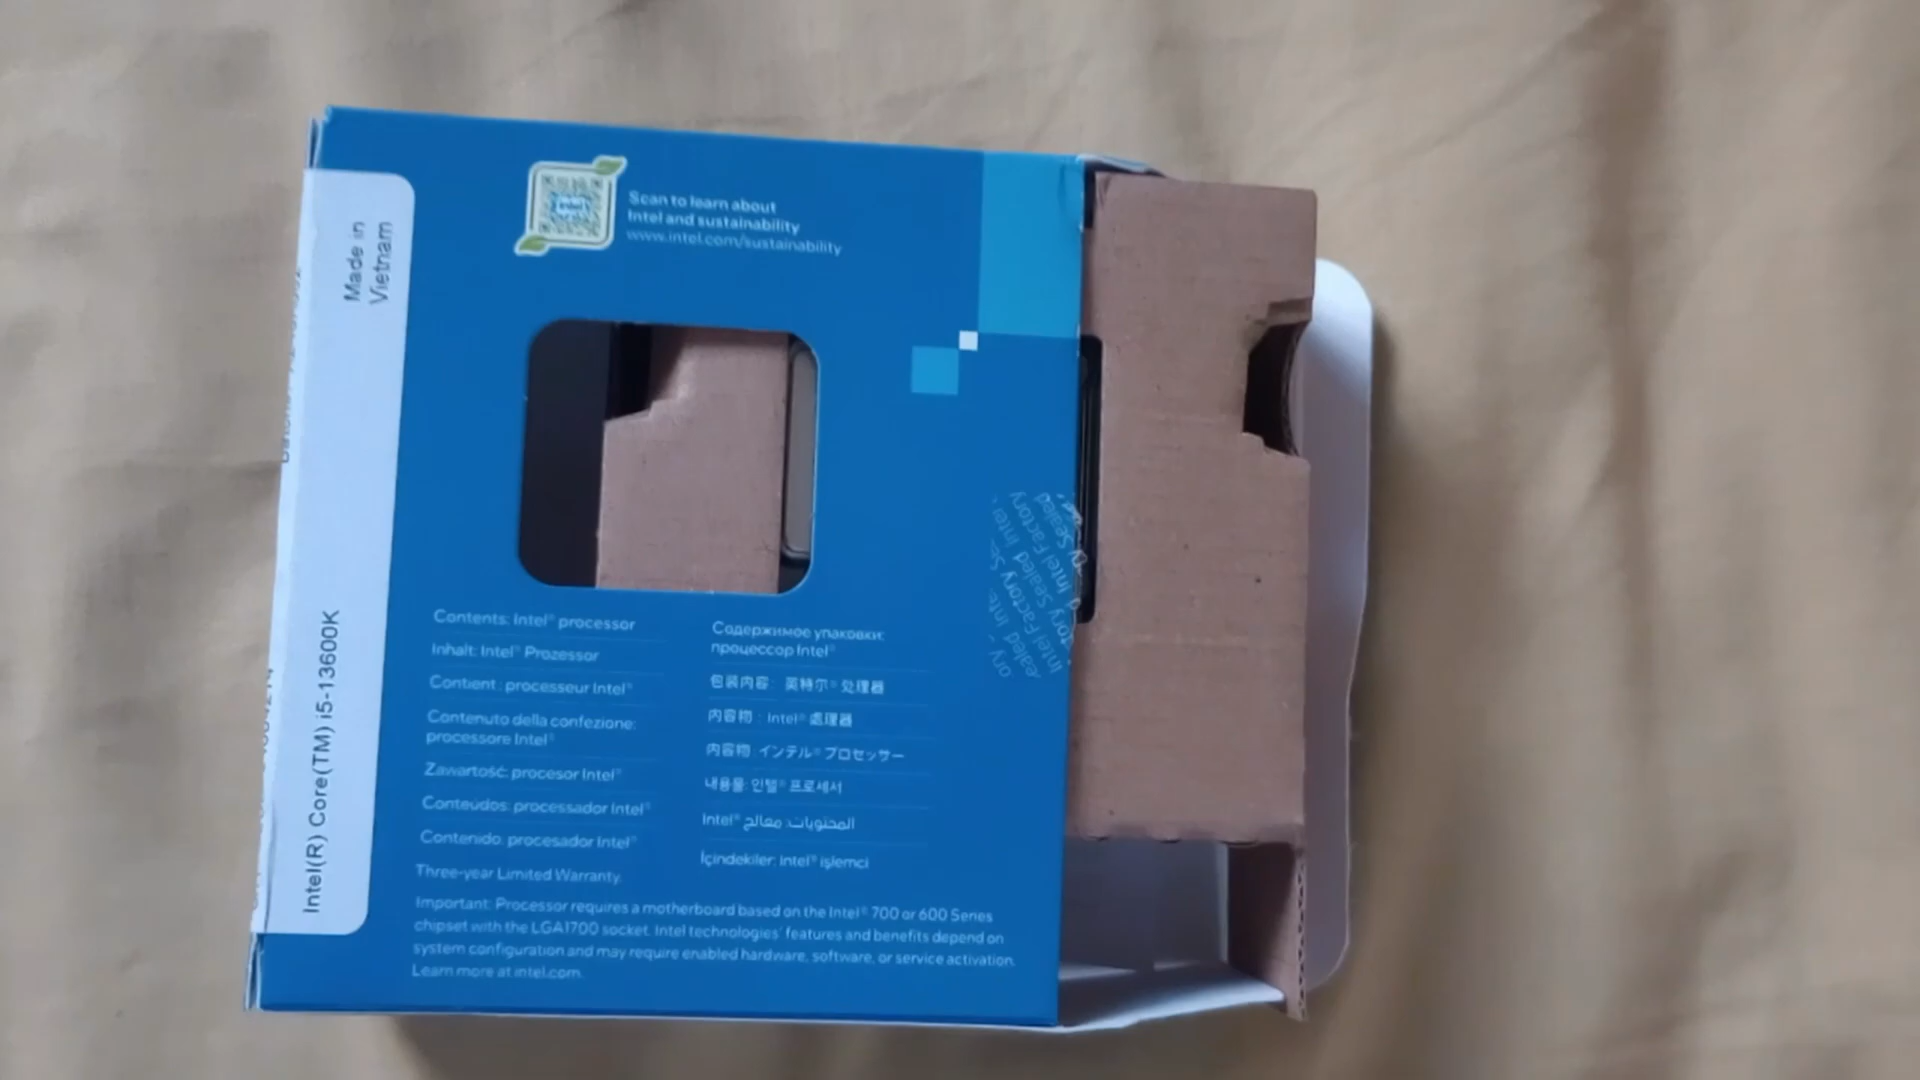 Scan to learn about
Intel and sustainability
www.intel.com/sustainability
Made in
Vietnam
Intel(R) Core(TM) i5-13600K
Contents: Intel® processor
Inhalt: Intel® Prozessor
Contient : processeur Intel®
Contenuto della confezione:
processore Intel®
Zawartość: procesor Intel®
Conteúdos: processador Intel®
Contenido: procesador Intel®
Three-year Limited Warranty.
Содержимое упаковки:
процессор Intel®
包装内容: 英特尔® 处理器
內容物: Intel® 處理器
内容物: インテル® プロセッサー
내용물: 인텔® 프로세서
المحتويات: معالج Intel®
İçindekiler: Intel® işlemci
Important: Processor requires a motherboard based on the Intel® 700 or 600 Series
chipset with the LGA1700 socket. Intel technologies' features and benefits depend on
system configuration and may require enabled hardware, software, or service activation.
Learn more at intel.com.
Intel Factory
Sealed Intel
Intel Factory Sealed